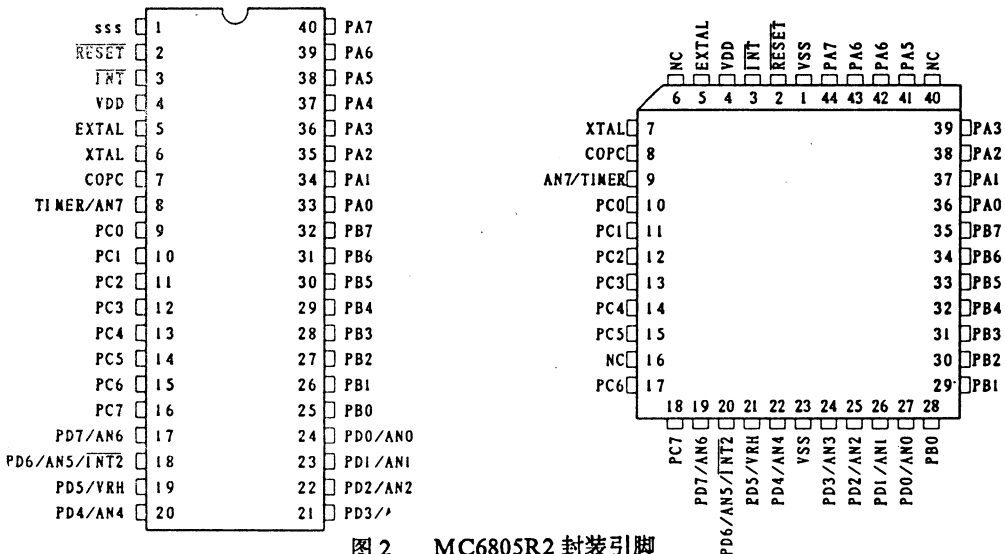 sss 1 40 PA7
RESET 2 39 PA6
INT 3 38 PA5
VDD 4 37 PA4
EXTAL 5 36 PA3
XTAL 6 35 PA2
COPC 7 34 PA1
TIMER/AN7 8 33 PA0
PC0 9 32 PB7
PC1 10 31 PB6
PC2 11 30 PB5
PC3 12 29 PB4
PC4 13 28 PB3
PC5 14 27 PB2
PC6 15 26 PB1
PC7 16 25 PB0
PD7/AN6 17 24 PD0/AN0
PD6/AN5/INT2 18 23 PD1/AN1
PD5/VRH 19 22 PD2/AN2
PD4/AN4 20 21 PD3/
NC EXTAL VDD INT RESET VSS PA7 PA6 PA6 PA5 NC
6 5 4 3 2 1 44 43 42 41 40
XTAL 7 39 PA3
COPC 8 38 PA2
AN7/TIMER 9 37 PA1
PC0 10 36 PA0
PC1 11 35 PB7
PC2 12 34 PB6
PC3 13 33 PB5
PC4 14 32 PB4
PC5 15 31 PB3
NC 16 30 PB2
PC6 17 29 PB1
18 19 20 21 22 23 24 25 26 27 28
PC7 PD7/AN6 PD6/AN5/INT2 PD5/VRH PD4/AN4 VSS PD3/AN3 PD2/AN2 PD1/AN1 PD0/AN0 PB0
图 2 MC6805R2 封装引脚